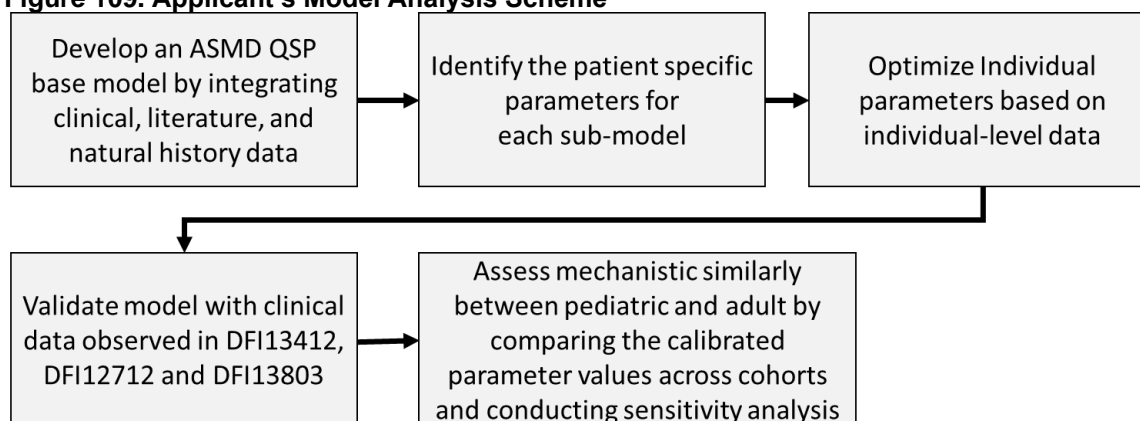 Figure 109. Applicant's Model Analysis Scheme
Develop an ASMD QSP
base model by integrating
clinical, literature, and
natural history data
Identify the patient specific
parameters for
each sub-model
Optimize Individual
parameters based on
individual-level data
Validate model with clinical
data observed in DFI13412,
DFI12712 and DFI13803
Assess mechanistic similarly
between pediatric and adult by
comparing the calibrated
parameter values across cohorts
and conducting sensitivity analysis